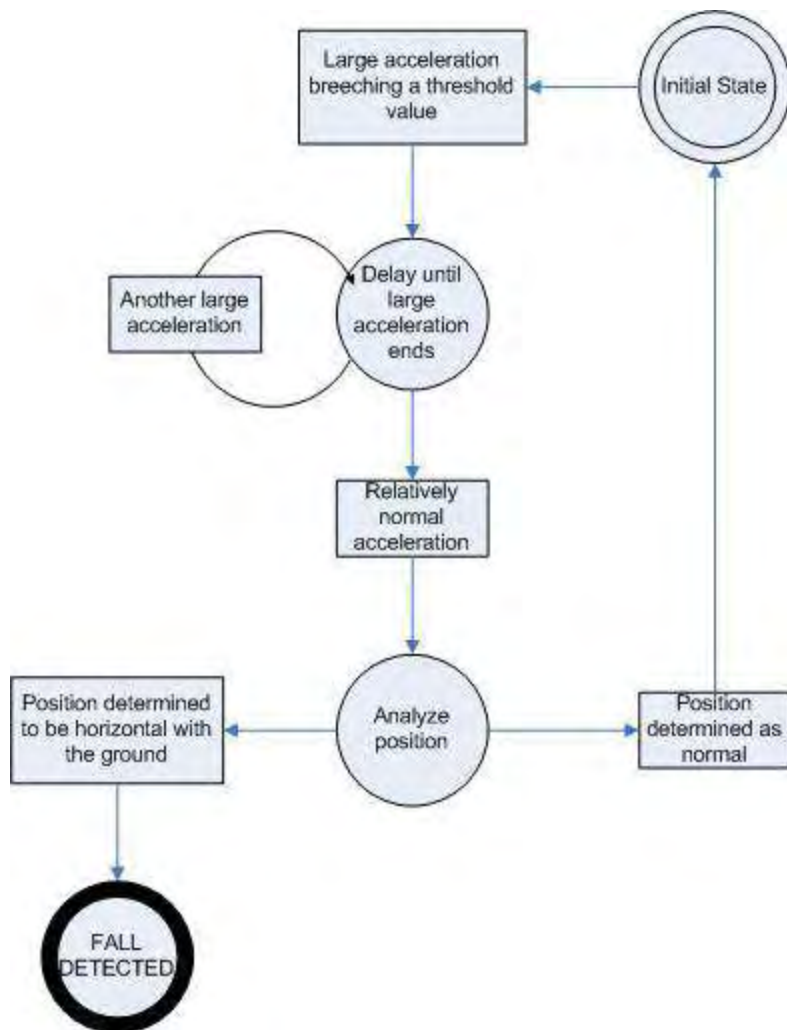 Large acceleration
breeching a threshold
value
Initial State
Delay until
large
acceleration
ends
Another large
acceleration
Relatively
normal
acceleration
Position determined
to be horizontal with
the ground
Analyze
position
Position
determined as
normal
FALL
DETECTED